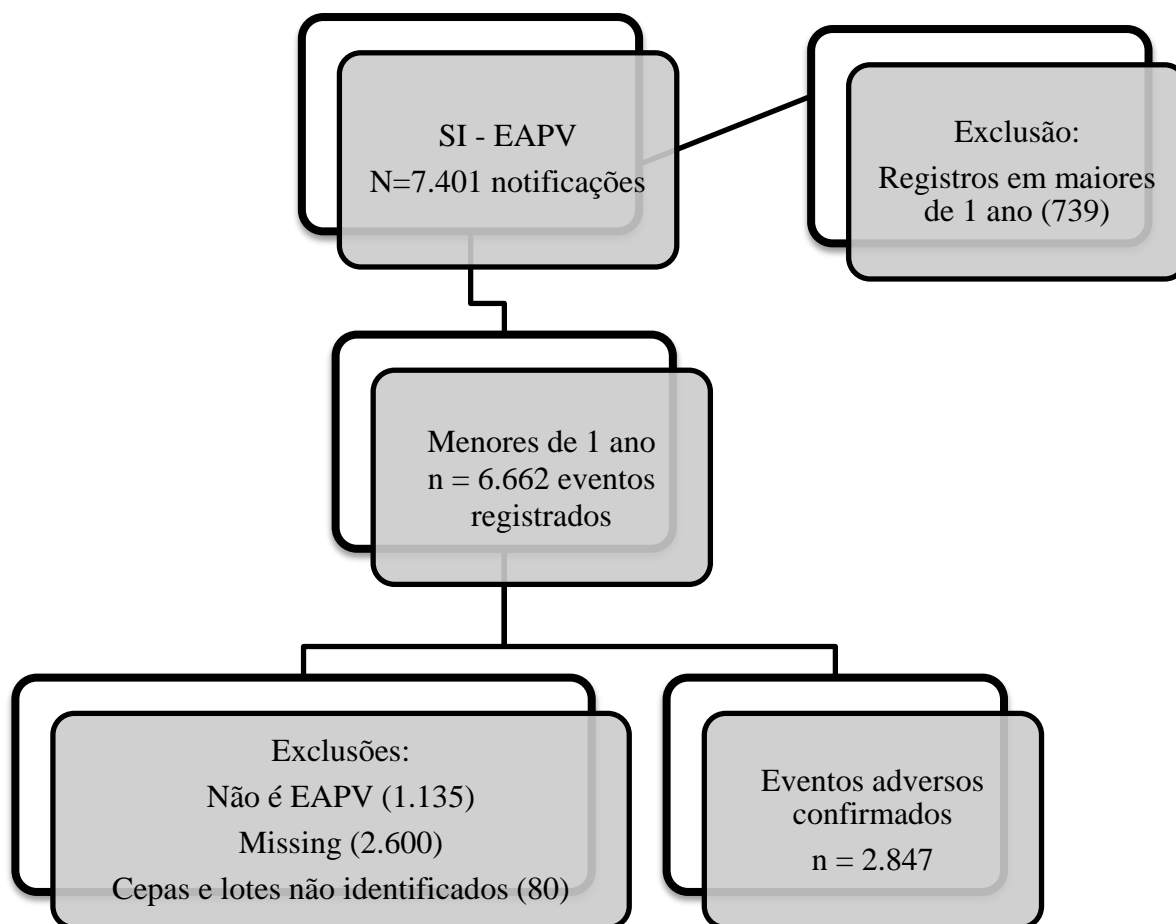 SI - EAPV
N=7.401 notificações
Exclusão:
Registros em maiores
de 1 ano (739)
Menores de 1 ano
n = 6.662 eventos
registrados
Exclusões:
Não é EAPV (1.135)
Missing (2.600)
Cepas e lotes não identificados (80)
Eventos adversos
confirmados
n = 2.847